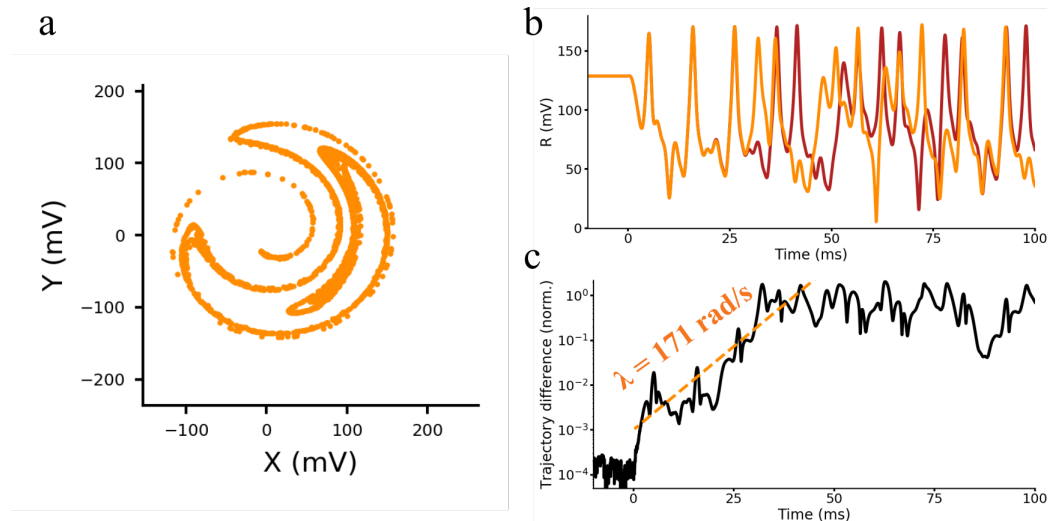 a
200
100
0
−100
−200
Y (mV)
−100 0 100 200
X (mV)
b
150
100
50
0
R (mV)
0 25 50 75 100
Time (ms)
c
10⁰
10⁻¹
10⁻²
10⁻³
10⁻⁴
Trajectory difference (norm.)
λ = 171 rad/s
0 25 50 75 100
Time (ms)